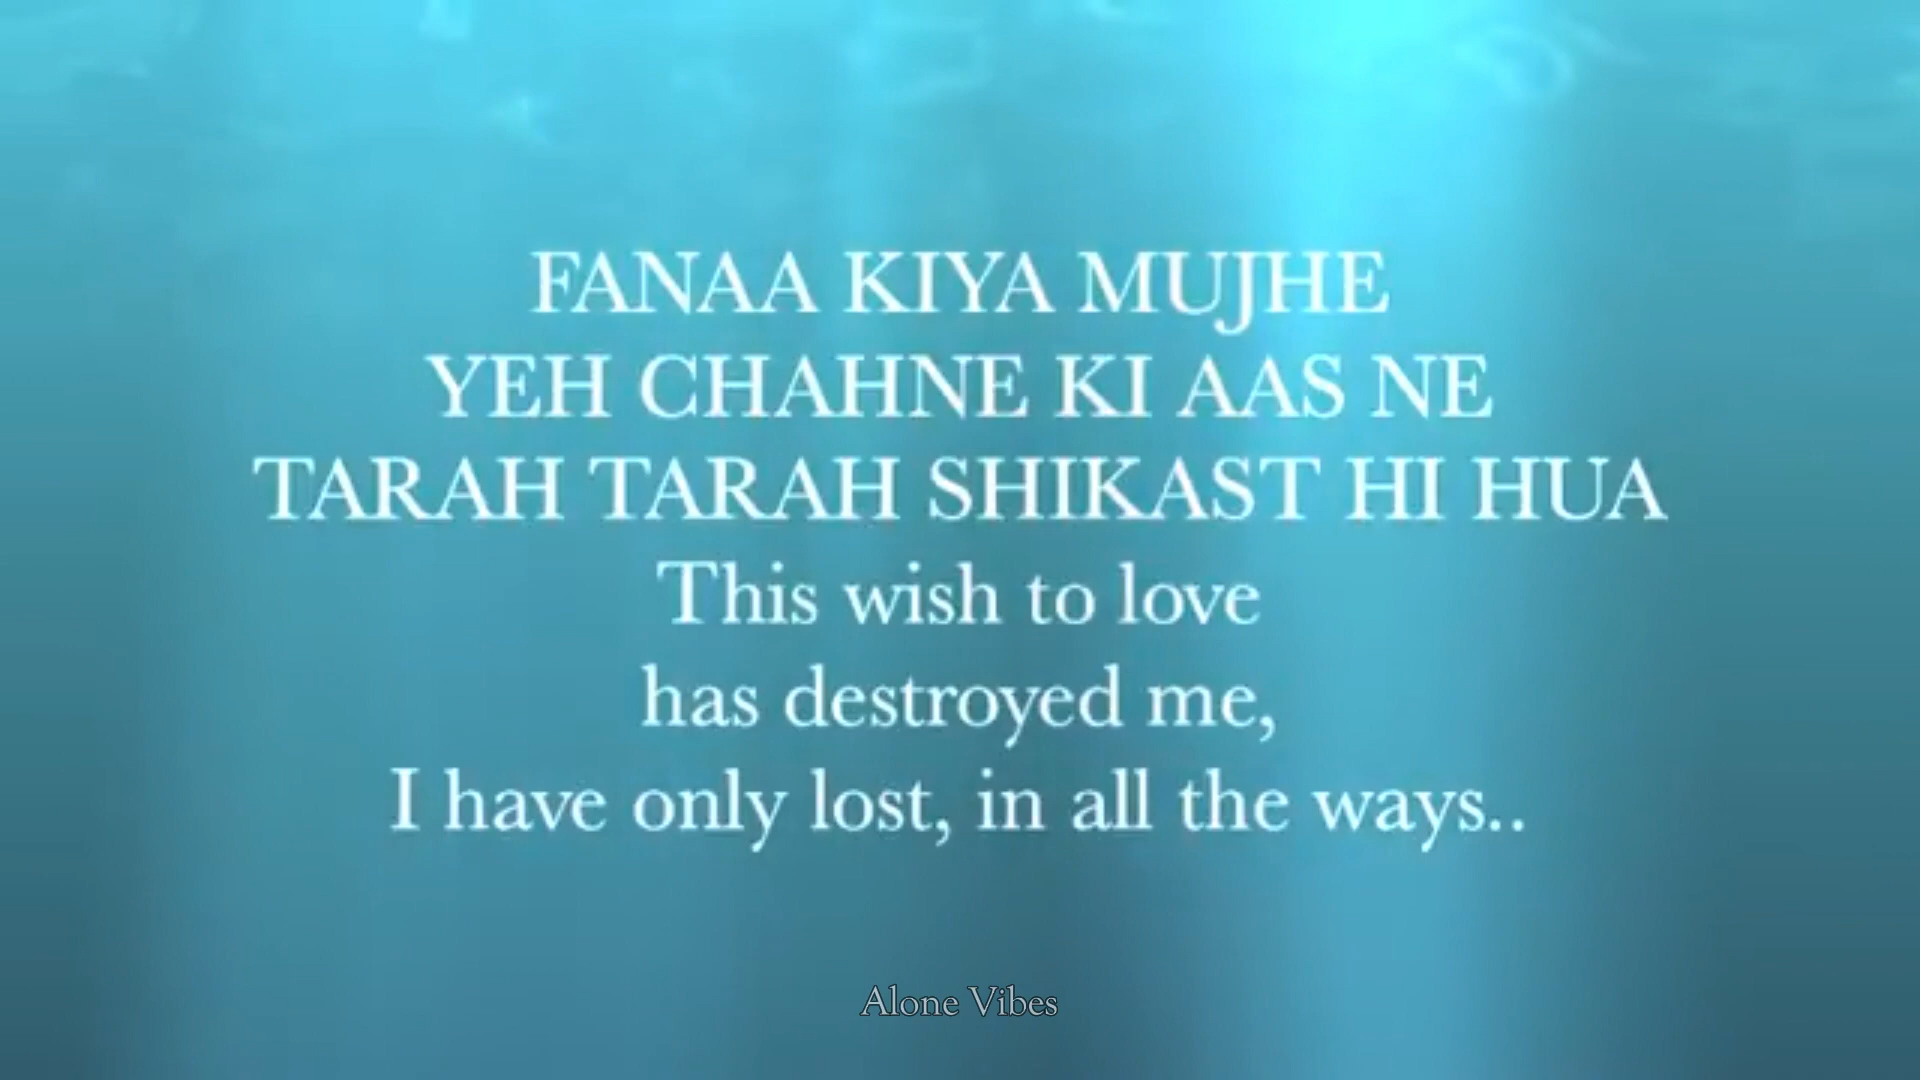 FANAA KIYA MUJHE
YEH CHAHNE KI AAS NE
TARAH TARAH SHIKAST HI HUA
This wish to love
has destroyed me,
I have only lost, in all the ways..
Alone Vibes